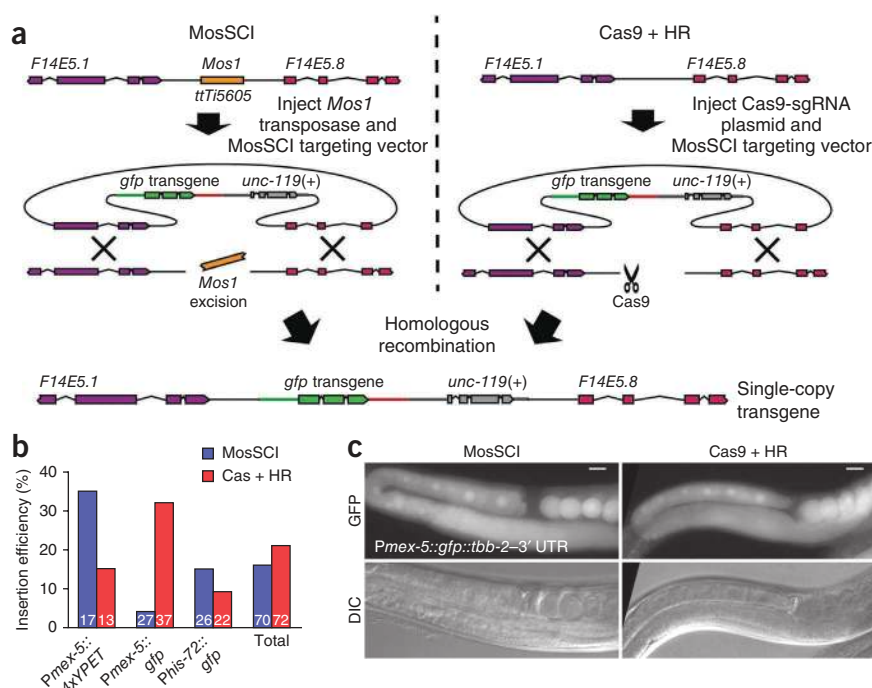 a
MosSCI
F14E5.1 Mos1 F14E5.8
ttTi5605
Inject Mos1
transposase and
MosSCI targeting vector
gfp transgene unc-119(+)
Mos1
excision
Cas9 + HR
F14E5.1 F14E5.8
Inject Cas9-sgRNA
plasmid and
MosSCI targeting vector
gfp transgene unc-119(+)
Cas9
Homologous
recombination
F14E5.1 gfp transgene unc-119(+) F14E5.8
Single-copy
transgene
b
MosSCI
Cas + HR
Insertion efficiency (%)
40
30
20
10
0
17 13 27 37 26 22 70 72
Pmex-5::
4xYPET
Pmex-5::
gfp
Phis-72::
gfp
Total
c
MosSCI Cas9 + HR
GFP
Pmex-5::gfp::tbb-2–3′ UTR
DIC